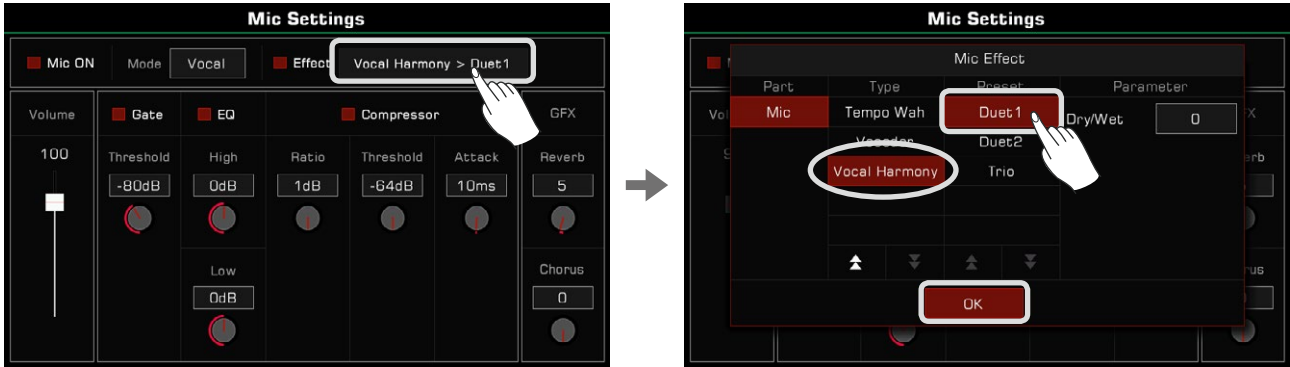 Mic Settings
Mic ON Mode Vocal Effect Vocal Harmony > Duet1
Volume Gate EQ Compressor GFX
100 Threshold High Ratio Threshold Attack Reverb
-80dB 0dB 1dB -64dB 10ms 5
Low Chorus
0dB 0
Mic Settings
Mic Effect
Part Type Preset Parameter
Mic Tempo Wah Duet1 Dry/Wet 0
Vocoder Duet2
Vocal Harmony Trio
OK